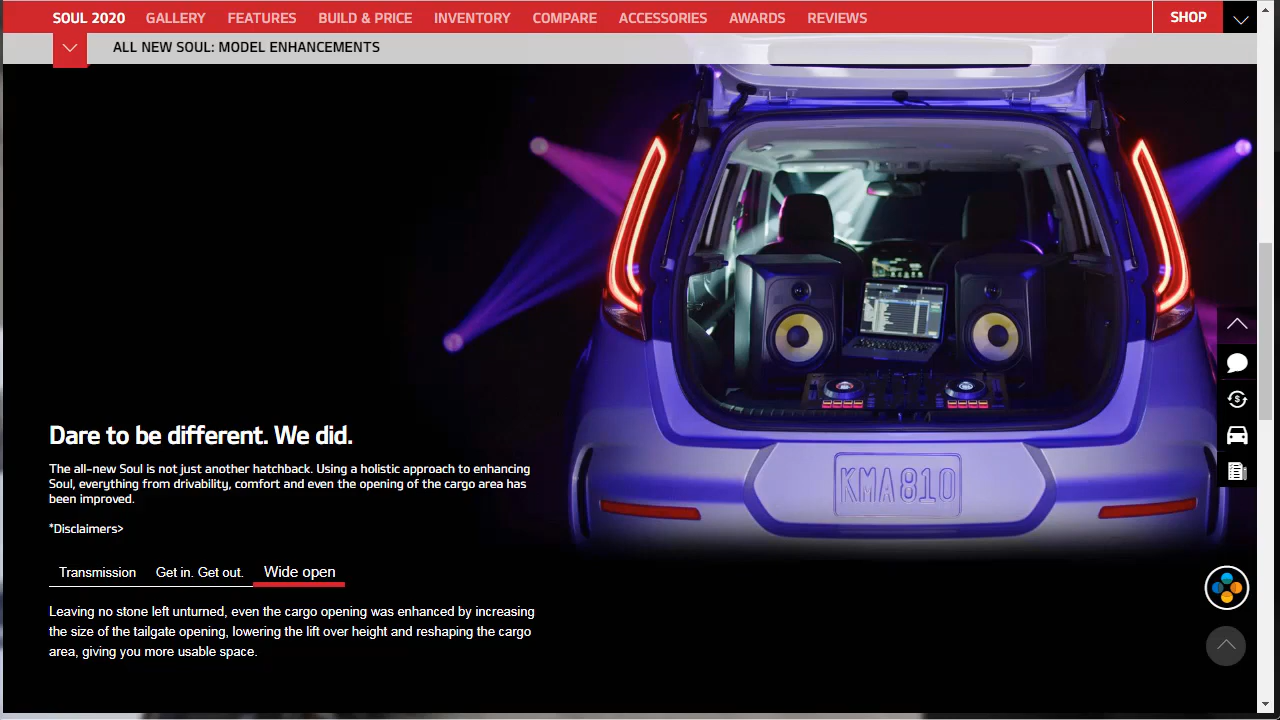 SOUL 2020 GALLERY FEATURES BUILD & PRICE INVENTORY COMPARE ACCESSORIES AWARDS REVIEWS SHOP
ALL NEW SOUL: MODEL ENHANCEMENTS
KMA810
Dare to be different. We did.
The all-new Soul is not just another hatchback. Using a holistic approach to enhancing
Soul, everything from drivability, comfort and even the opening of the cargo area has
been improved.
*Disclaimers>
Transmission Get in. Get out. Wide open
Leaving no stone left unturned, even the cargo opening was enhanced by increasing
the size of the tailgate opening, lowering the lift over height and reshaping the cargo
area, giving you more usable space.